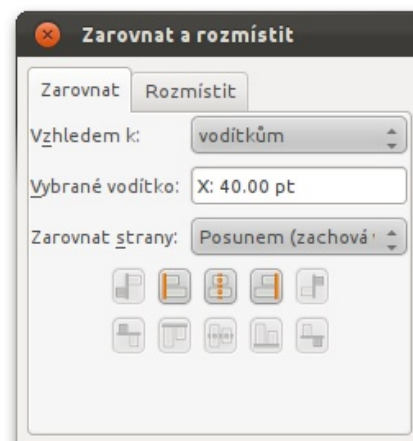 Zarovnat a rozmístit
Zarovnat Rozmístit
Vzhledem k: vodítkům
Vybrané vodítko: X: 40.00 pt
Zarovnat strany: Posunem (zachová